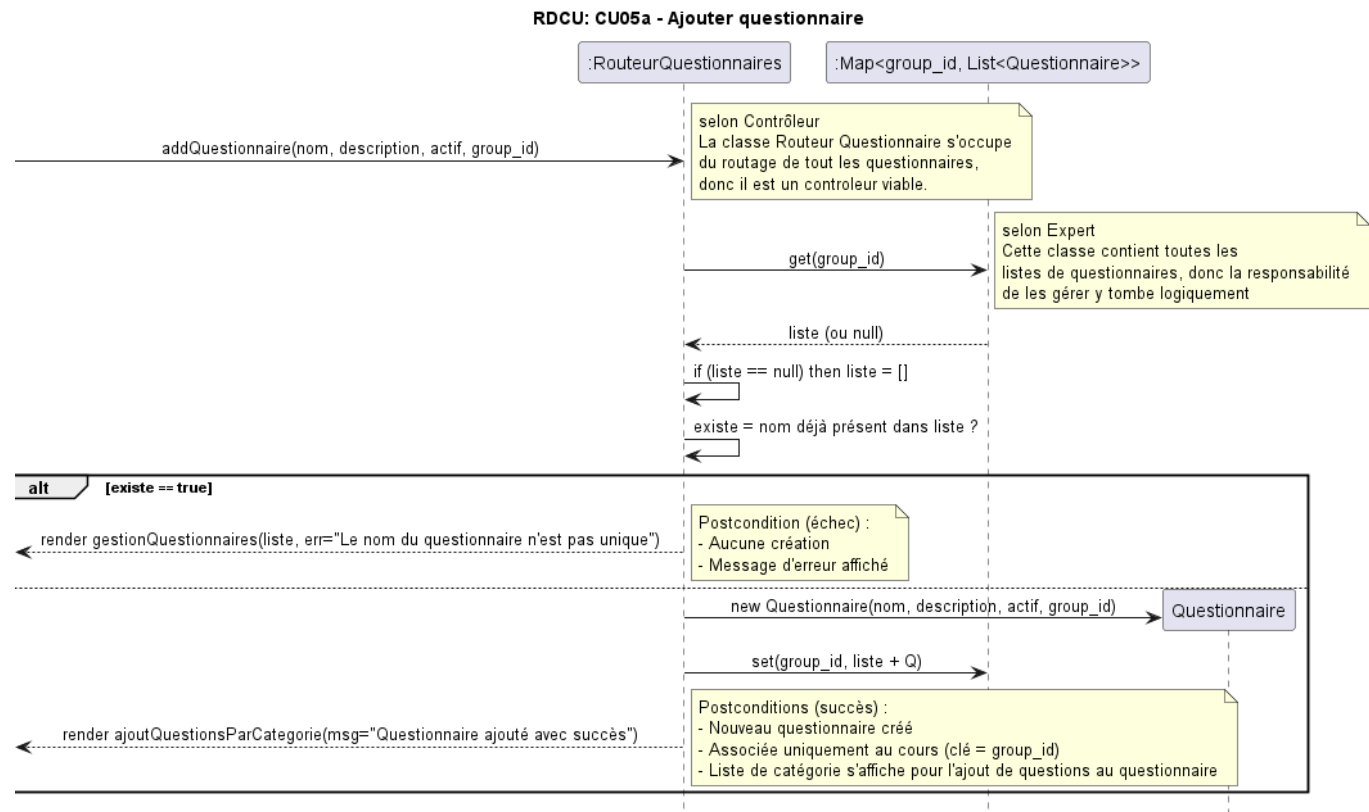 RDCU: CU05a - Ajouter questionnaire
:RouteurQuestionnaires
:Map<group_id, List<Questionnaire>>
addQuestionnaire(nom, description, actif, group_id)
selon Contrôleur
La classe Routeur Questionnaire s'occupe
du routage de tout les questionnaires,
donc il est un controleur viable.
get(group_id)
selon Expert
Cette classe contient toutes les
listes de questionnaires, donc la responsabilité
de les gérer y tombe logiquement
liste (ou null)
if (liste == null) then liste = []
existe = nom déjà présent dans liste ?
alt
[existe == true]
render gestionQuestionnaires(liste, err="Le nom du questionnaire n'est pas unique")
Postcondition (échec) :
- Aucune création
- Message d'erreur affiché
new Questionnaire(nom, description, actif, group_id)
Questionnaire
set(group_id, liste + Q)
render ajoutQuestionsParCategorie(msg="Questionnaire ajouté avec succès")
Postconditions (succès) :
- Nouveau questionnaire créé
- Associée uniquement au cours (clé = group_id)
- Liste de catégorie s'affiche pour l'ajout de questions au questionnaire